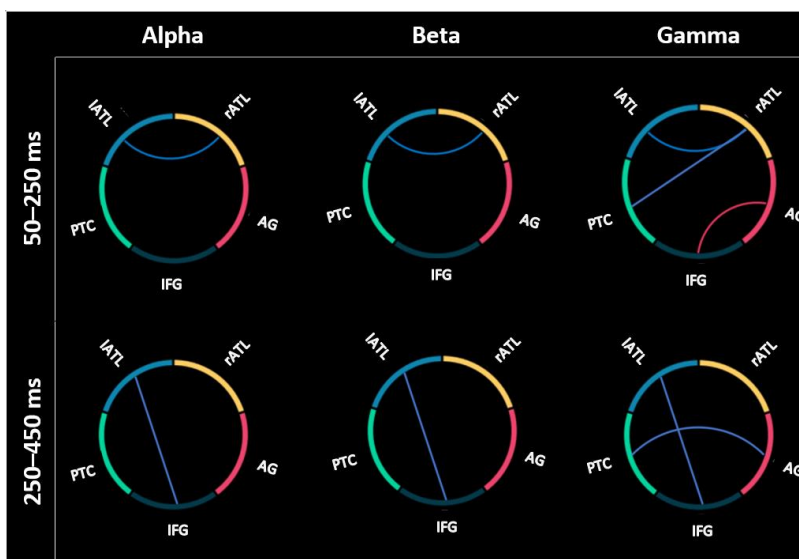 Alpha Beta Gamma
50–250 ms
lATL rATL PTC AG IFG
lATL rATL PTC AG IFG
lATL rATL PTC AG IFG
250–450 ms
lATL rATL PTC AG IFG
lATL rATL PTC AG IFG
lATL rATL PTC AG IFG